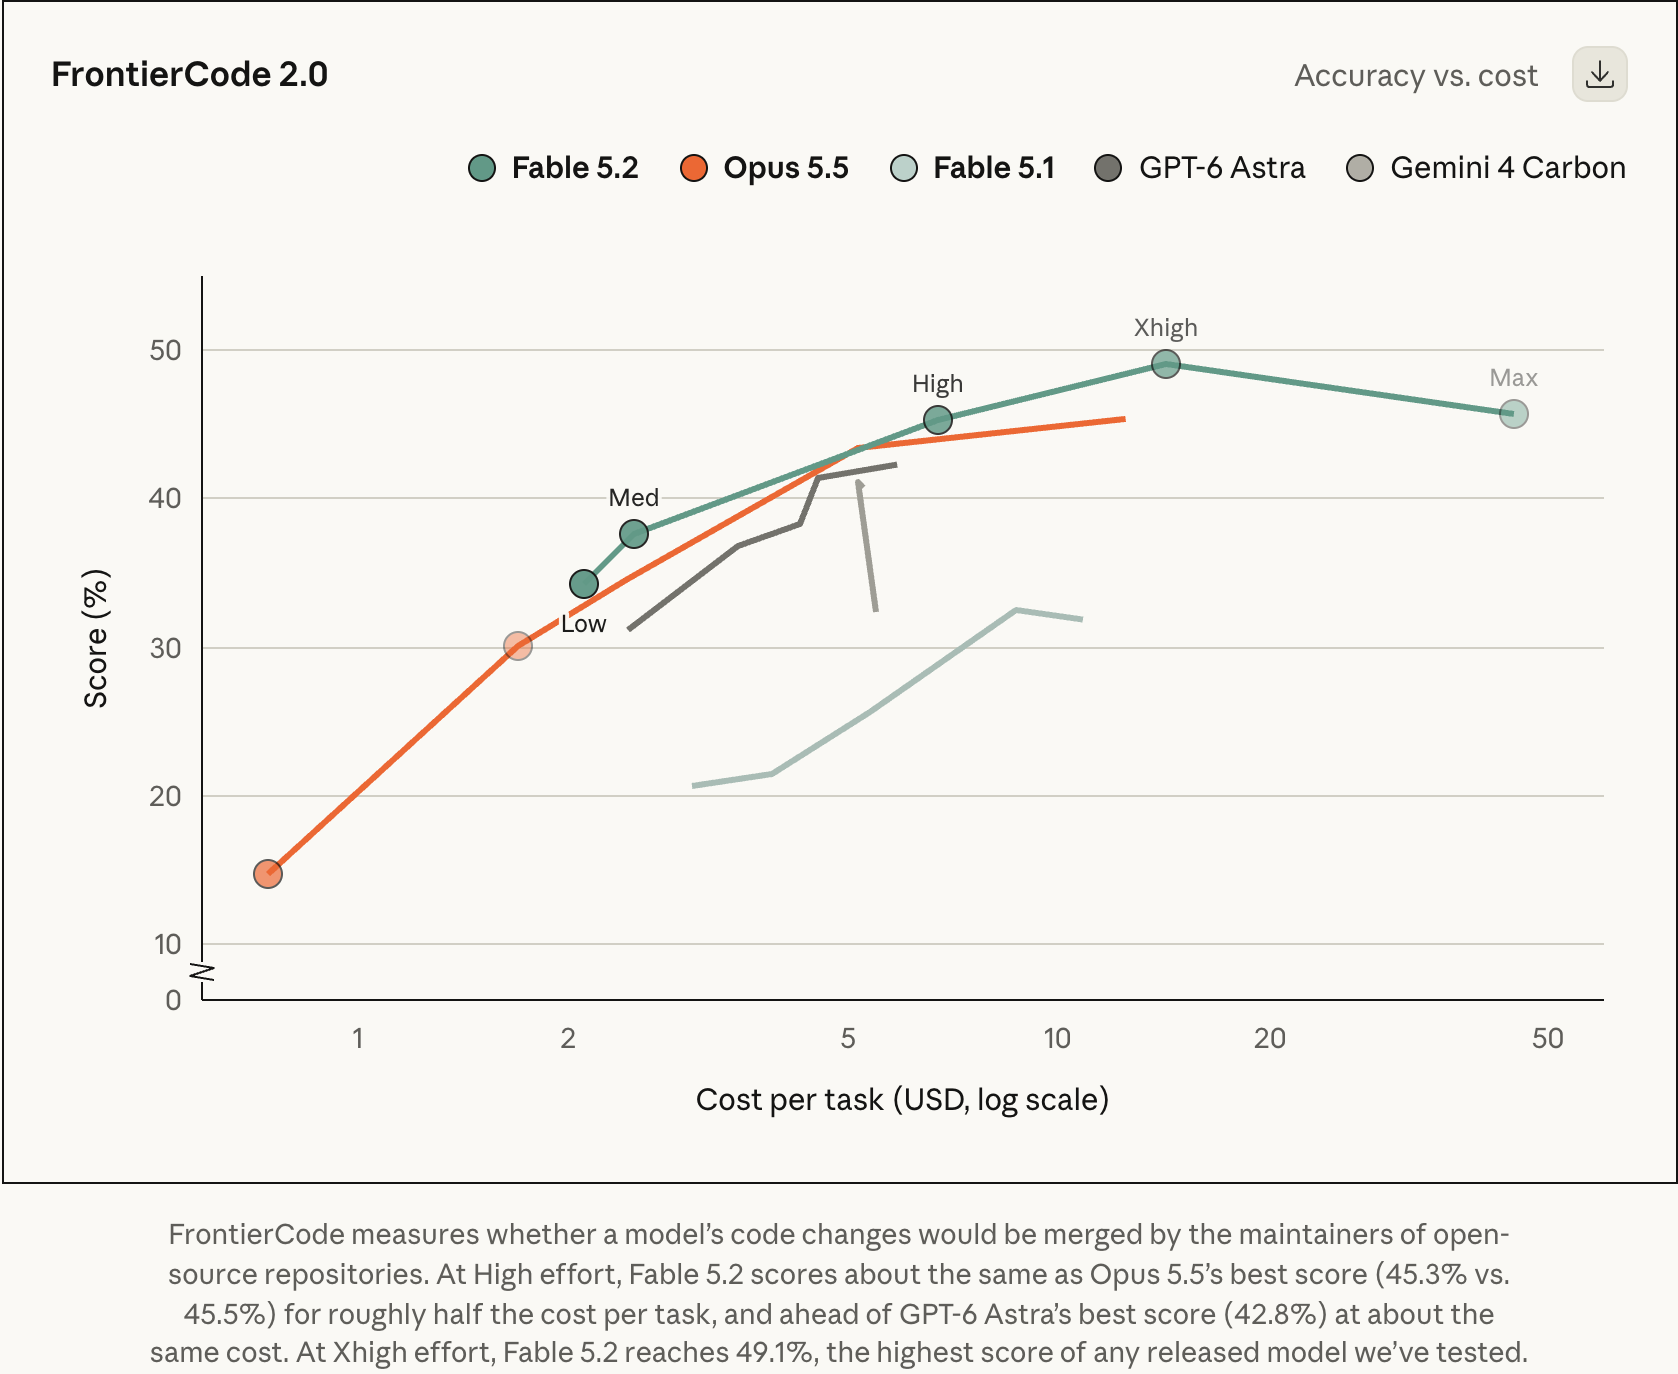 FrontierCode 2.0
Accuracy vs. cost
Fable 5.2
Opus 5.5
Fable 5.1
GPT-6 Astra
Gemini 4 Carbon
Xhigh
50
Max
High
Med
40
Low
Score (%)
30
20
10
0
1
2
5
10
20
50
Cost per task (USD, log scale)
FrontierCode measures whether a model's code changes would be merged by the maintainers of open-
source repositories. At High effort, Fable 5.2 scores about the same as Opus 5.5's best score (45.3% vs.
45.5%) for roughly half the cost per task, and ahead of GPT-6 Astra's best score (42.8%) at about the
same cost. At Xhigh effort, Fable 5.2 reaches 49.1%, the highest score of any released model we've tested.